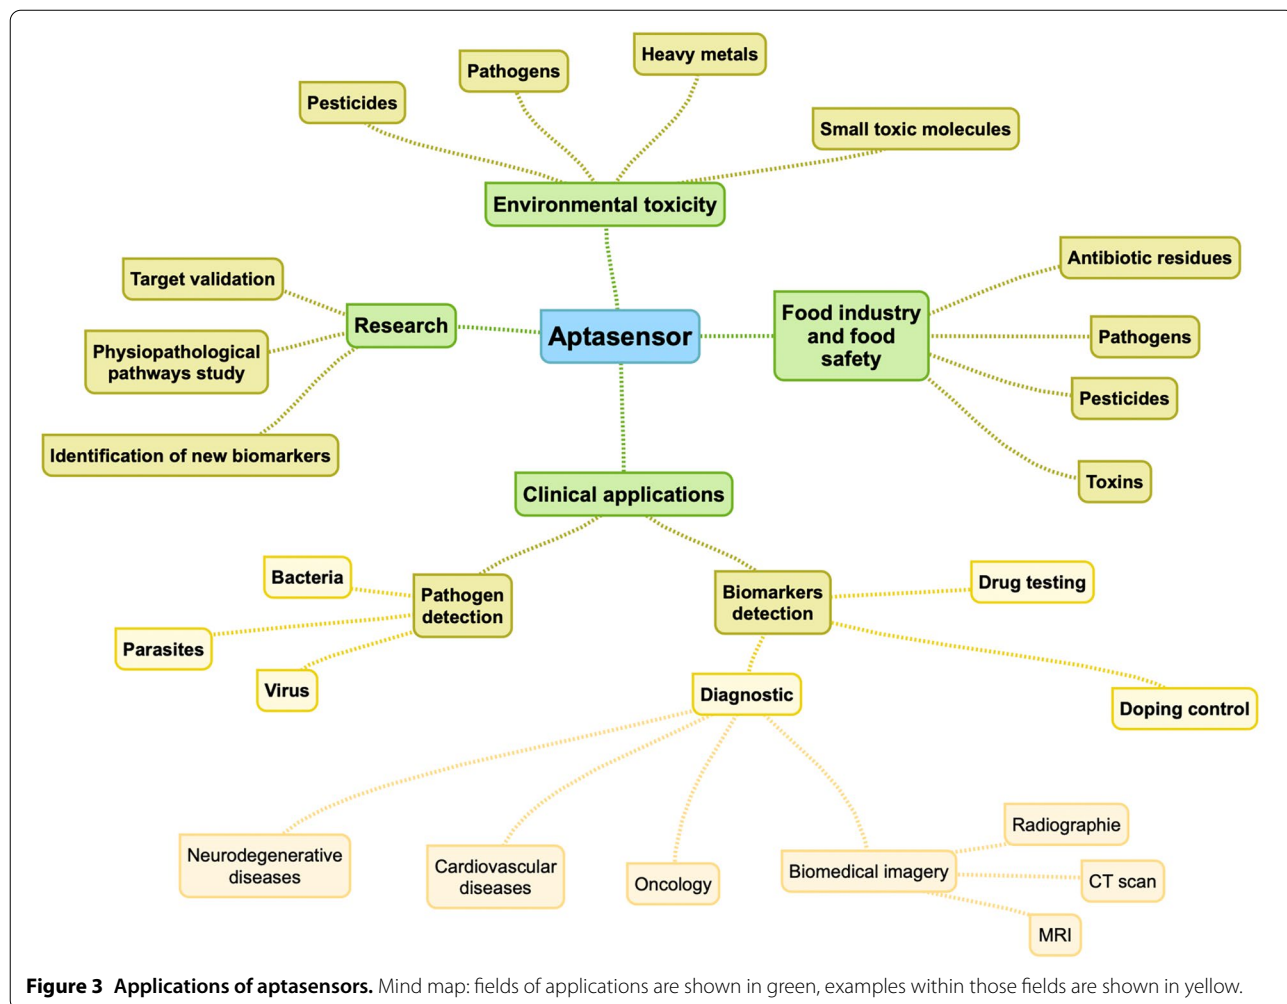 Heavy metals
Pathogens
Pesticides
Small toxic molecules
Environmental toxicity
Target validation
Research
Physiopathological
pathways study
Identification of new biomarkers
Aptasensor
Food industry
and food
safety
Antibiotic residues
Pathogens
Pesticides
Toxins
Clinical applications
Bacteria
Pathogen
detection
Parasites
Virus
Biomarkers
detection
Drug testing
Doping control
Diagnostic
Neurodegenerative
diseases
Cardiovascular
diseases
Oncology
Biomedical imagery
Radiographie
CT scan
MRI
Figure 3 Applications of aptasensors. Mind map: fields of applications are shown in green, examples within those fields are shown in yellow.